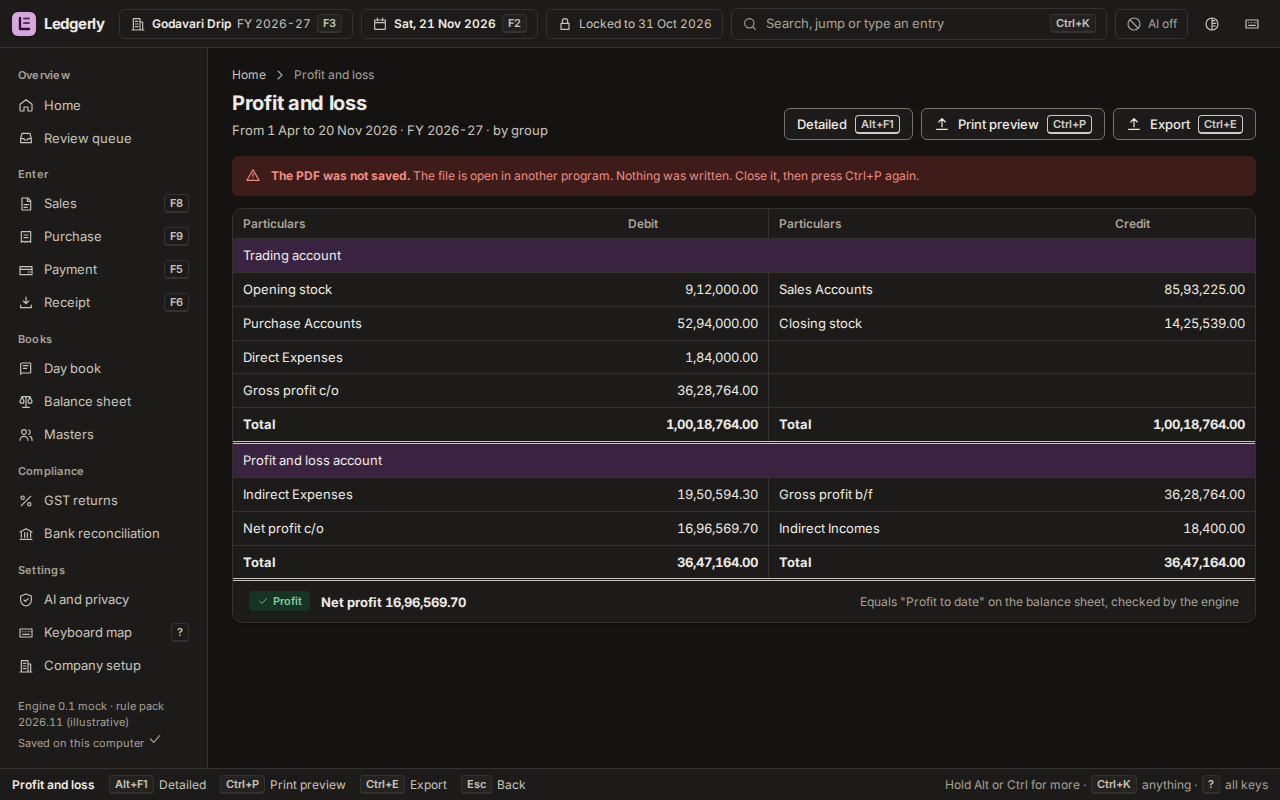 Ledgerly
Godavari Drip FY 2026-27 F3
Sat, 21 Nov 2026 F2
Locked to 31 Oct 2026
Search, jump or type an entry Ctrl+K
AI off
Overview
Home
Review queue
Enter
Sales F8
Purchase F9
Payment F5
Receipt F6
Books
Day book
Balance sheet
Masters
Compliance
GST returns
Bank reconciliation
Settings
AI and privacy
Keyboard map ?
Company setup
Engine 0.1 mock · rule pack
2026.11 (illustrative)
Saved on this computer
Home > Profit and loss
Profit and loss
From 1 Apr to 20 Nov 2026 · FY 2026-27 · by group
Detailed Alt+F1
Print preview Ctrl+P
Export Ctrl+E
The PDF was not saved. The file is open in another program. Nothing was written. Close it, then press Ctrl+P again.
Particulars Debit Particulars Credit
Trading account
Opening stock 9,12,000.00 Sales Accounts 85,93,225.00
Purchase Accounts 52,94,000.00 Closing stock 14,25,539.00
Direct Expenses 1,84,000.00
Gross profit c/o 36,28,764.00
Total 1,00,18,764.00 Total 1,00,18,764.00
Profit and loss account
Indirect Expenses 19,50,594.30 Gross profit b/f 36,28,764.00
Net profit c/o 16,96,569.70 Indirect Incomes 18,400.00
Total 36,47,164.00 Total 36,47,164.00
Profit Net profit 16,96,569.70 Equals "Profit to date" on the balance sheet, checked by the engine
Profit and loss Alt+F1 Detailed Ctrl+P Print preview Ctrl+E Export Esc Back
Hold Alt or Ctrl for more · Ctrl+K anything · ? all keys